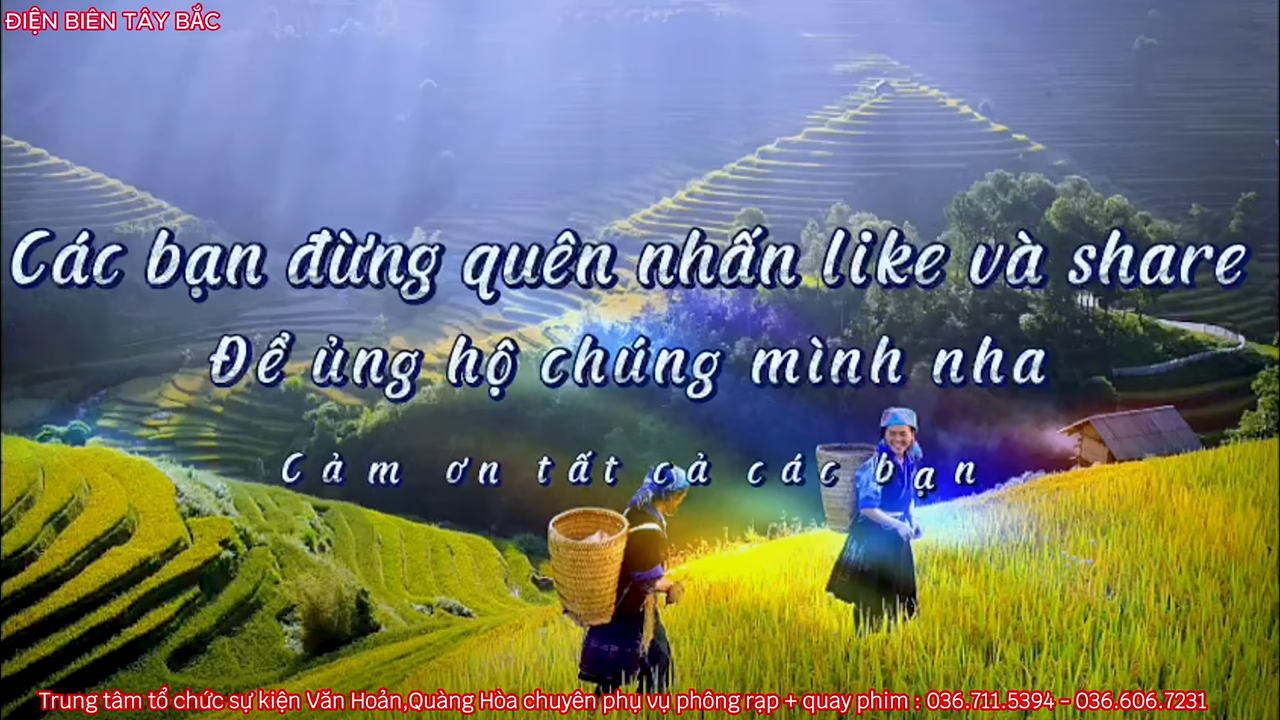 ĐIỆN BIÊN TÂY BẮC
Các bạn đừng quên nhấn like và share
Để ủng hộ chúng mình nha
Cảm ơn tất cả các bạn
Trung tâm tổ chức sự kiện Văn Hoản,Quàng Hòa chuyên phụ vụ phông rạp + quay phim : 036.711.5394 - 036.606.7231